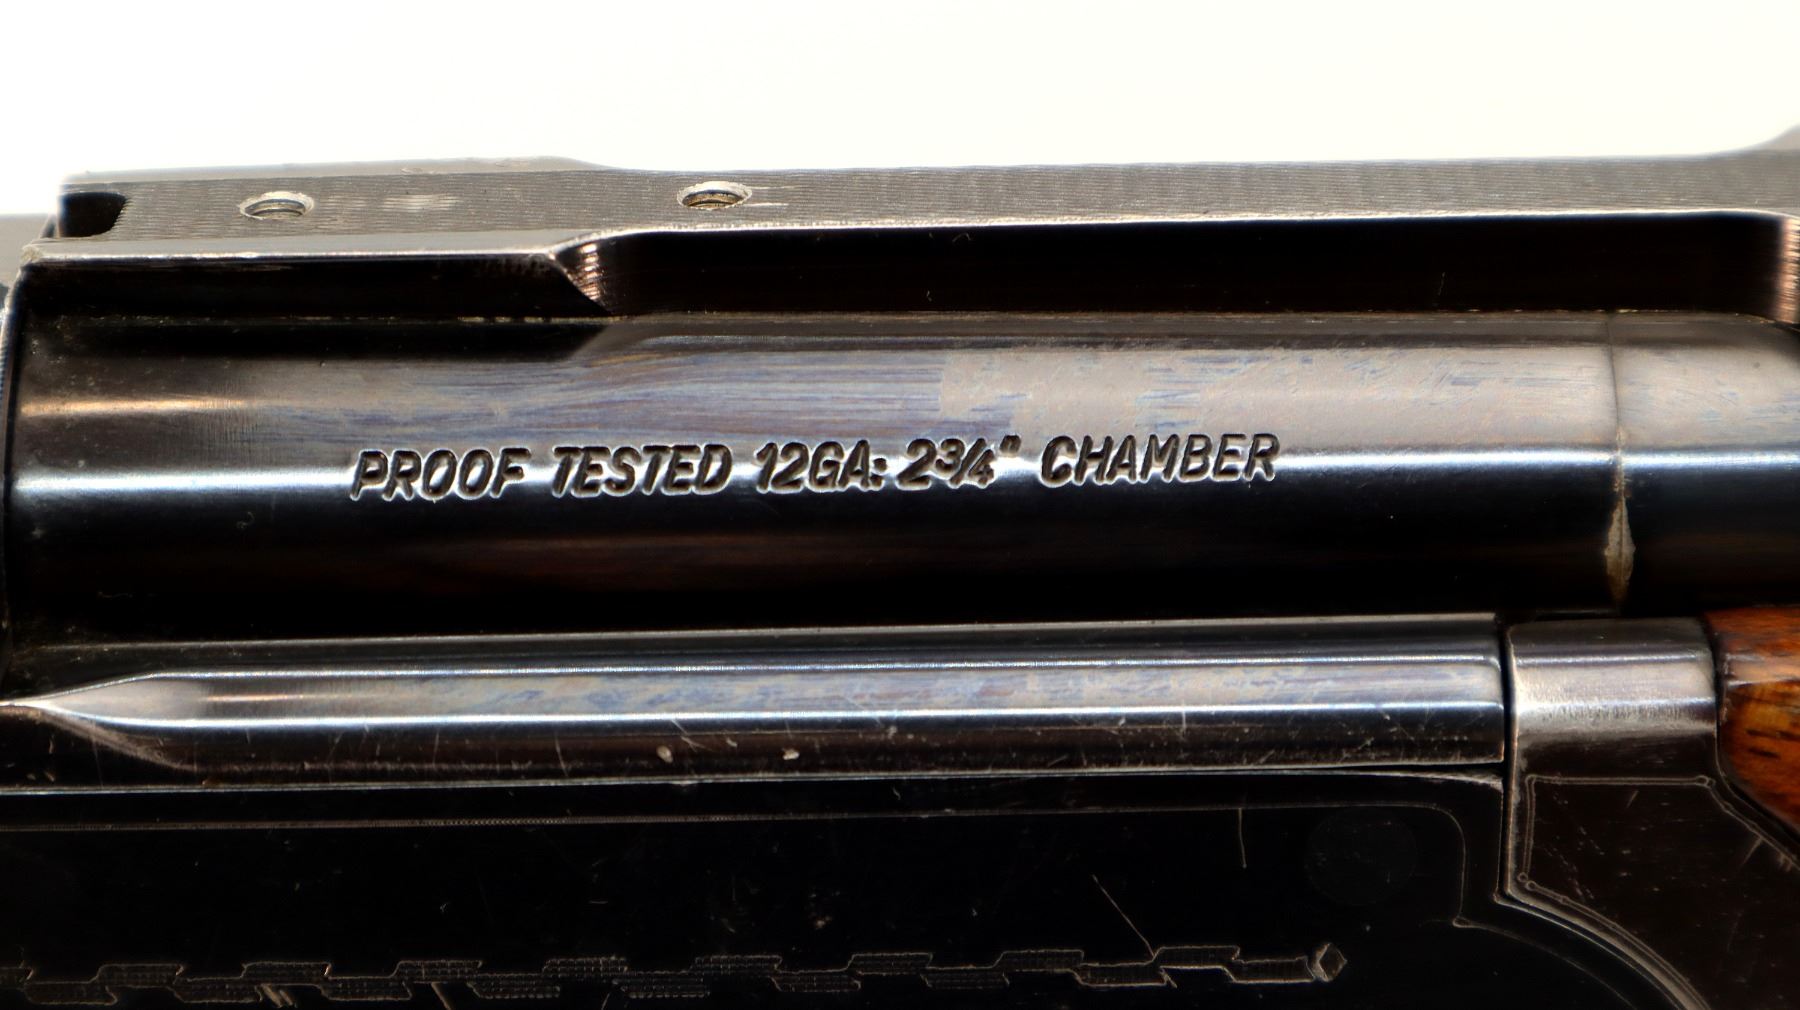 PROOF TESTED 12GA: 2¾" CHAMBER